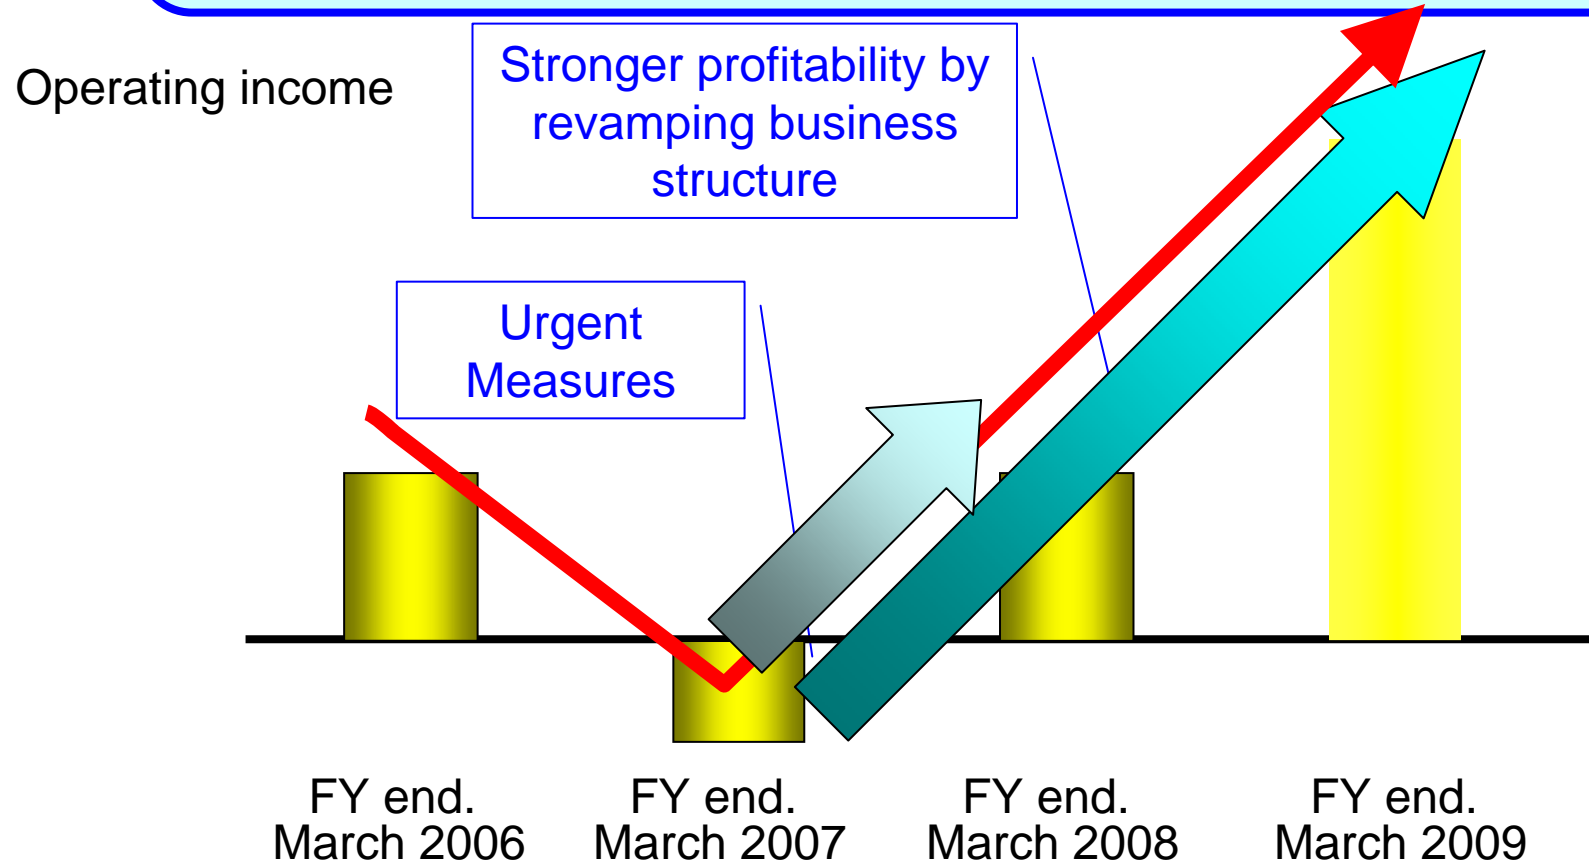 Operating income
Stronger profitability by
revamping business
structure
Urgent
Measures
FY end.
March 2006
FY end.
March 2007
FY end.
March 2008
FY end.
March 2009